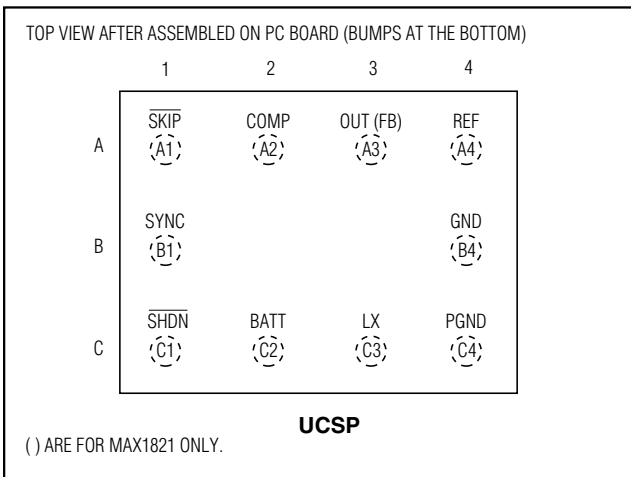 TOP VIEW AFTER ASSEMBLED ON PC BOARD (BUMPS AT THE BOTTOM)
1 2 3 4
SKIP COMP OUT (FB) REF
A A1 A2 A3 A4
SYNC GND
B B1 B4
SHDN BATT LX PGND
C C1 C2 C3 C4
UCSP
( ) ARE FOR MAX1821 ONLY.